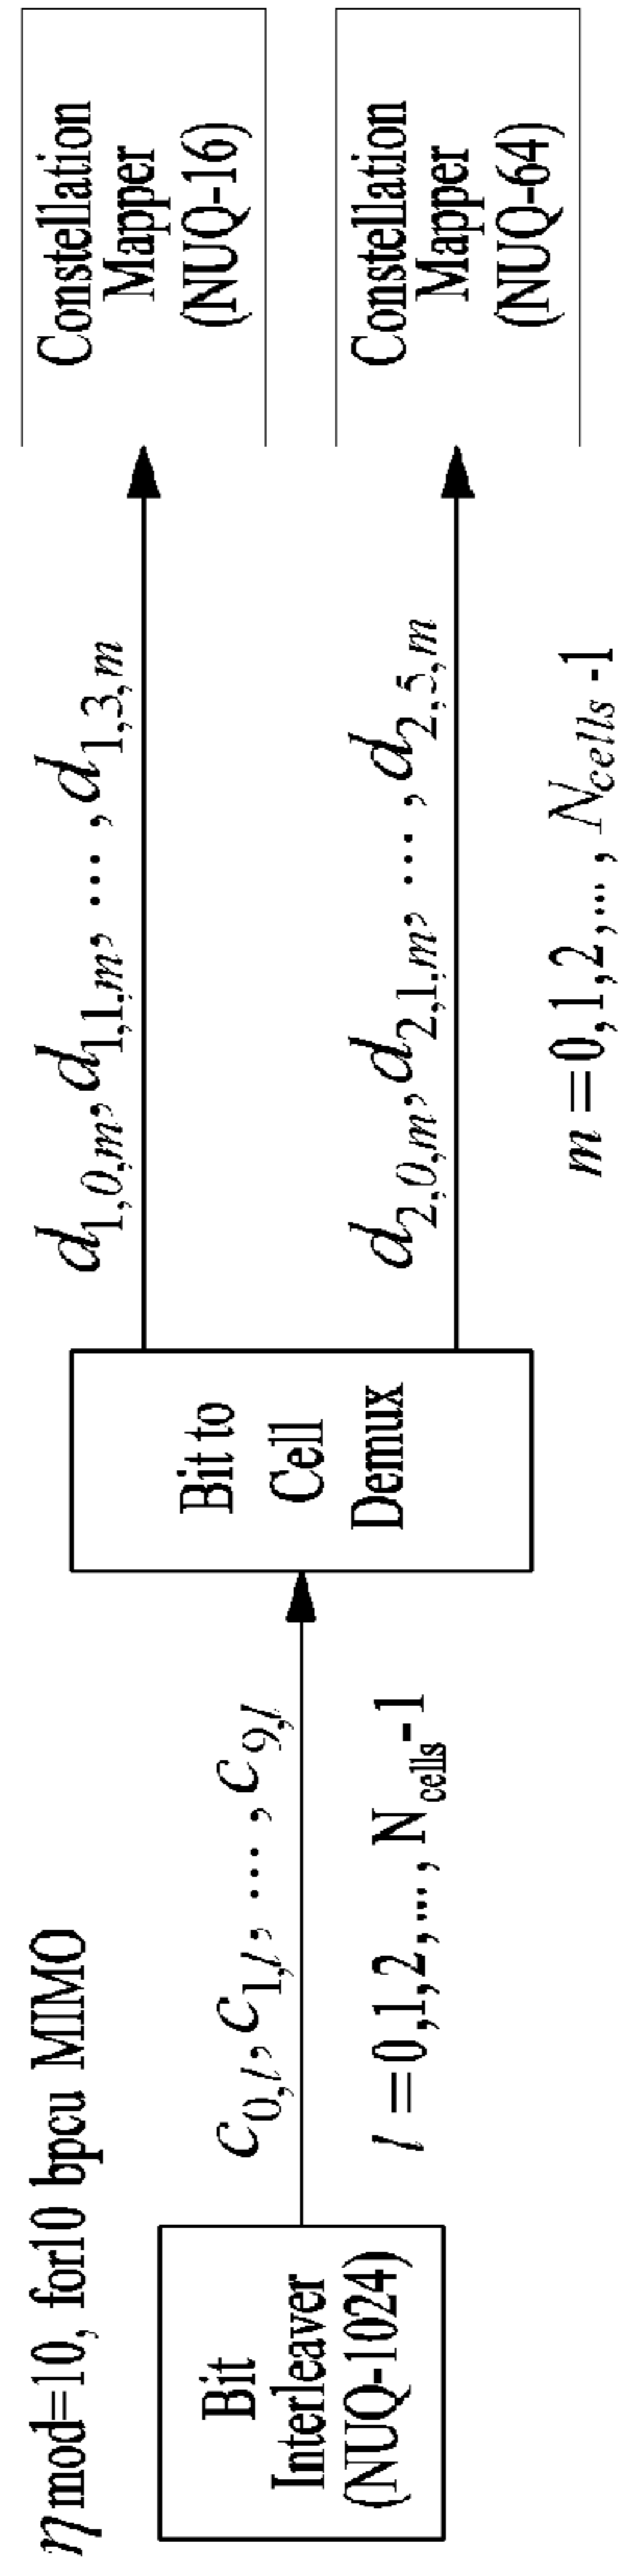 η mod=10, for10 bpcu MIMO
Bit
Interleaver
(NUQ-1024)
c0,l, c1,l, ... , c9,l
l =0,1,2,..., Ncells-1
Bit to
Cell
Demux
d1,0,m, d1,1,m, ... , d1,3,m
d2,0,m, d2,1,m, ... , d2,5,m
m =0,1,2,..., Ncells -1
Constellation
Mapper
(NUQ-16)
Constellation
Mapper
(NUQ-64)